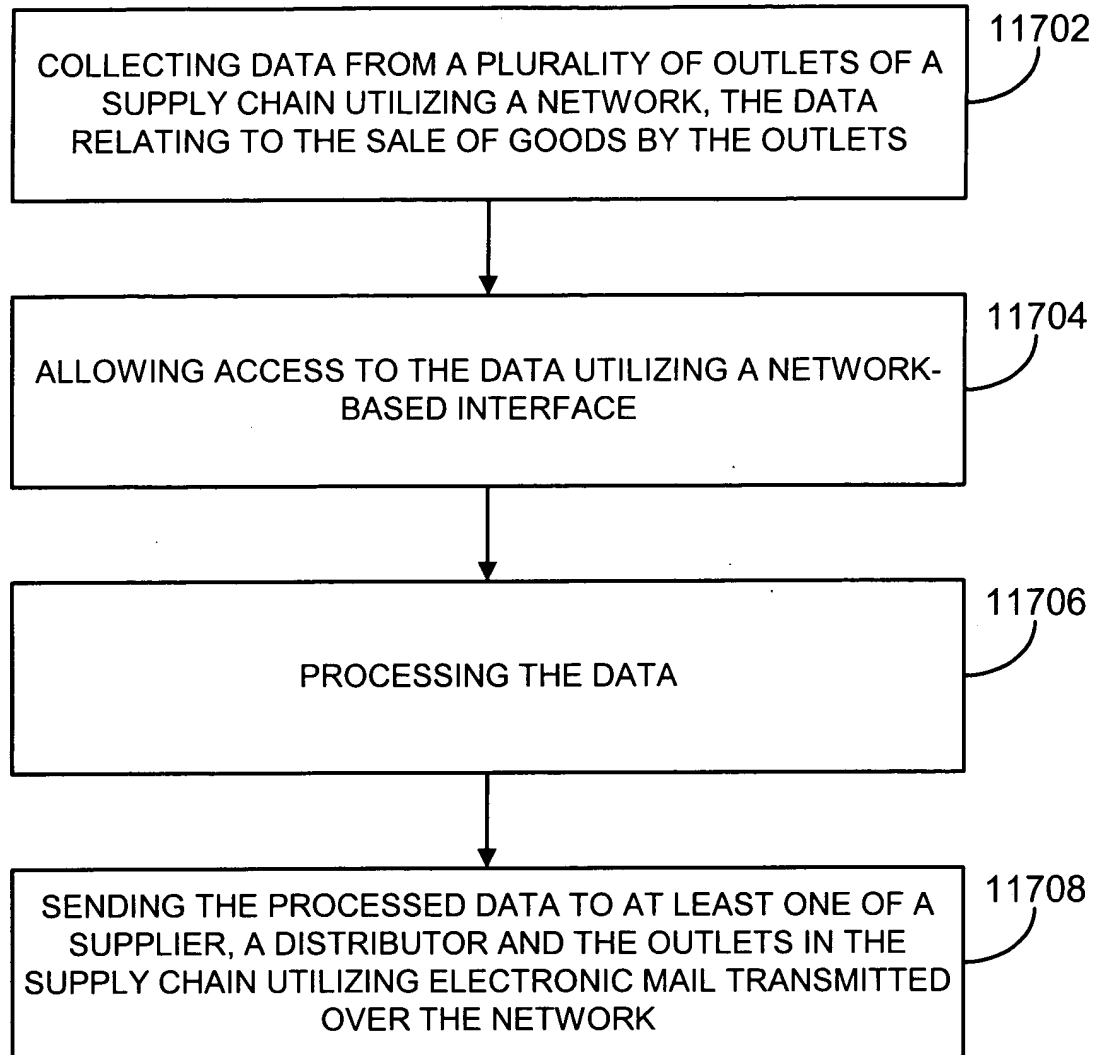 11702
COLLECTING DATA FROM A PLURALITY OF OUTLETS OF A
SUPPLY CHAIN UTILIZING A NETWORK, THE DATA
RELATING TO THE SALE OF GOODS BY THE OUTLETS
11704
ALLOWING ACCESS TO THE DATA UTILIZING A NETWORK-
BASED INTERFACE
11706
PROCESSING THE DATA
11708
SENDING THE PROCESSED DATA TO AT LEAST ONE OF A
SUPPLIER, A DISTRIBUTOR AND THE OUTLETS IN THE
SUPPLY CHAIN UTILIZING ELECTRONIC MAIL TRANSMITTED
OVER THE NETWORK